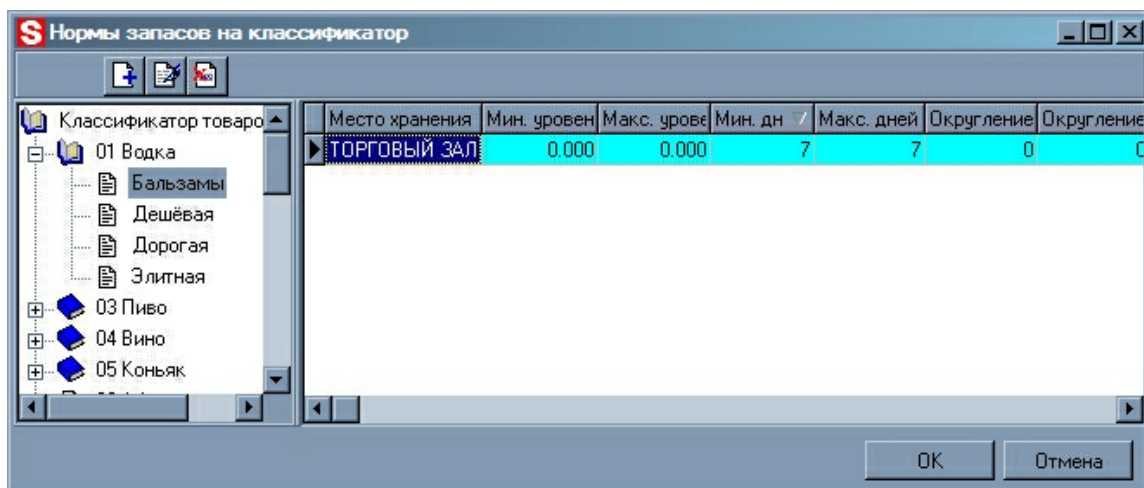 S Нормы запасов на классификатор
Классификатор товаро
Место хранения Мин. уровен Макс. урове Мин. дн Макс. дней Округление Округление
ТОРГОВЫЙ ЗАЛ 0.000 0.000 7 7 0 0
01 Водка
Бальзамы
Дешёвая
Дорогая
Элитная
03 Пиво
04 Вино
05 Коньяк
OK Отмена